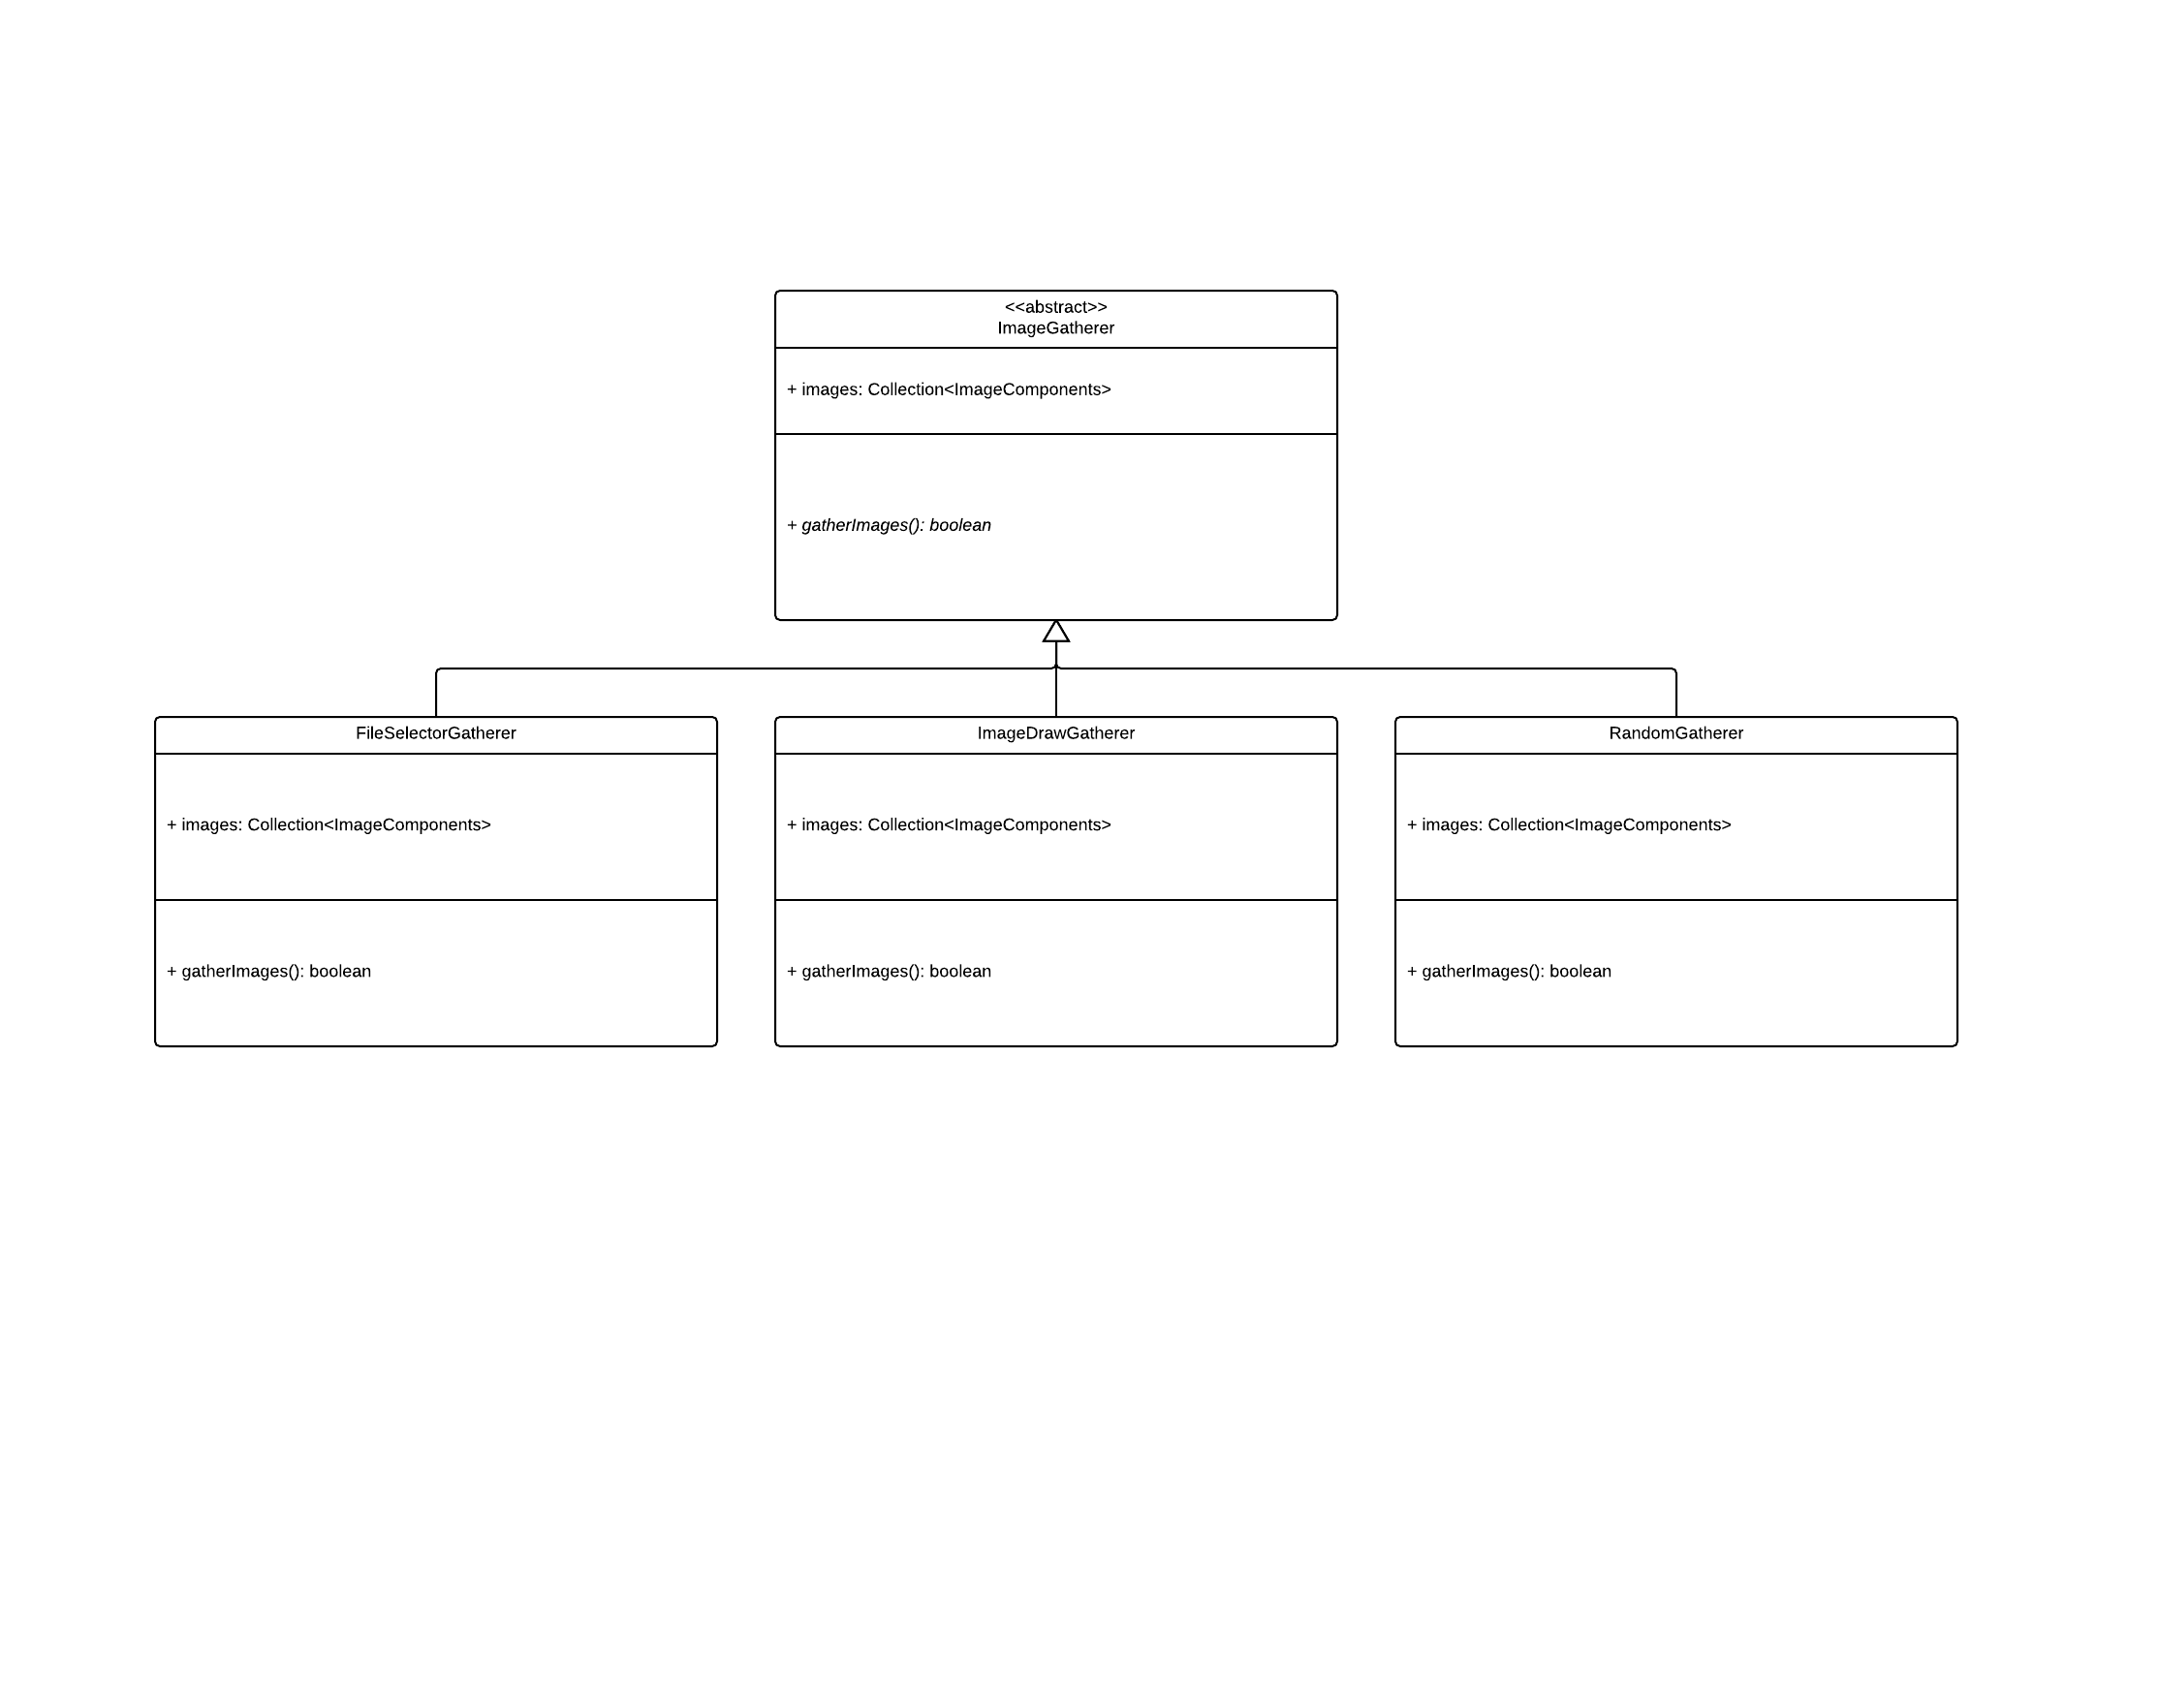 <<abstract>>
ImageGatherer
+ images: Collection<ImageComponents>
+ gatherImages(): boolean
FileSelectorGatherer
+ images: Collection<ImageComponents>
+ gatherImages(): boolean
ImageDrawGatherer
+ images: Collection<ImageComponents>
+ gatherImages(): boolean
RandomGatherer
+ images: Collection<ImageComponents>
+ gatherImages(): boolean